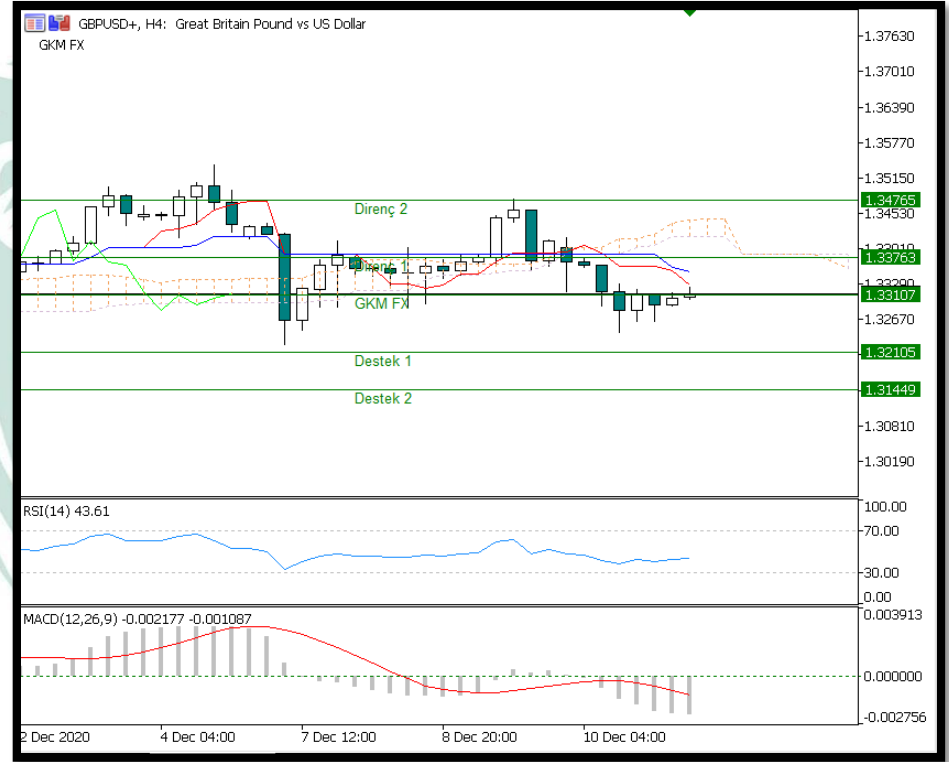 GBPUSD+, H4: Great Britain Pound vs US Dollar
GKM FX
1.37630
1.37010
1.36390
1.35770
1.35150
1.34765
Direnç 2
1.34530
1.33910
1.33763
Direnç 1
1.33290
1.33107
GKM FX
1.32670
1.32105
Destek 1
1.31449
Destek 2
1.30810
1.30190
RSI(14) 43.61
100.00
70.00
30.00
0.00
MACD(12,26,9) -0.002177 -0.001087
0.003913
0.000000
-0.002756
2 Dec 2020
4 Dec 04:00
7 Dec 12:00
8 Dec 20:00
10 Dec 04:00